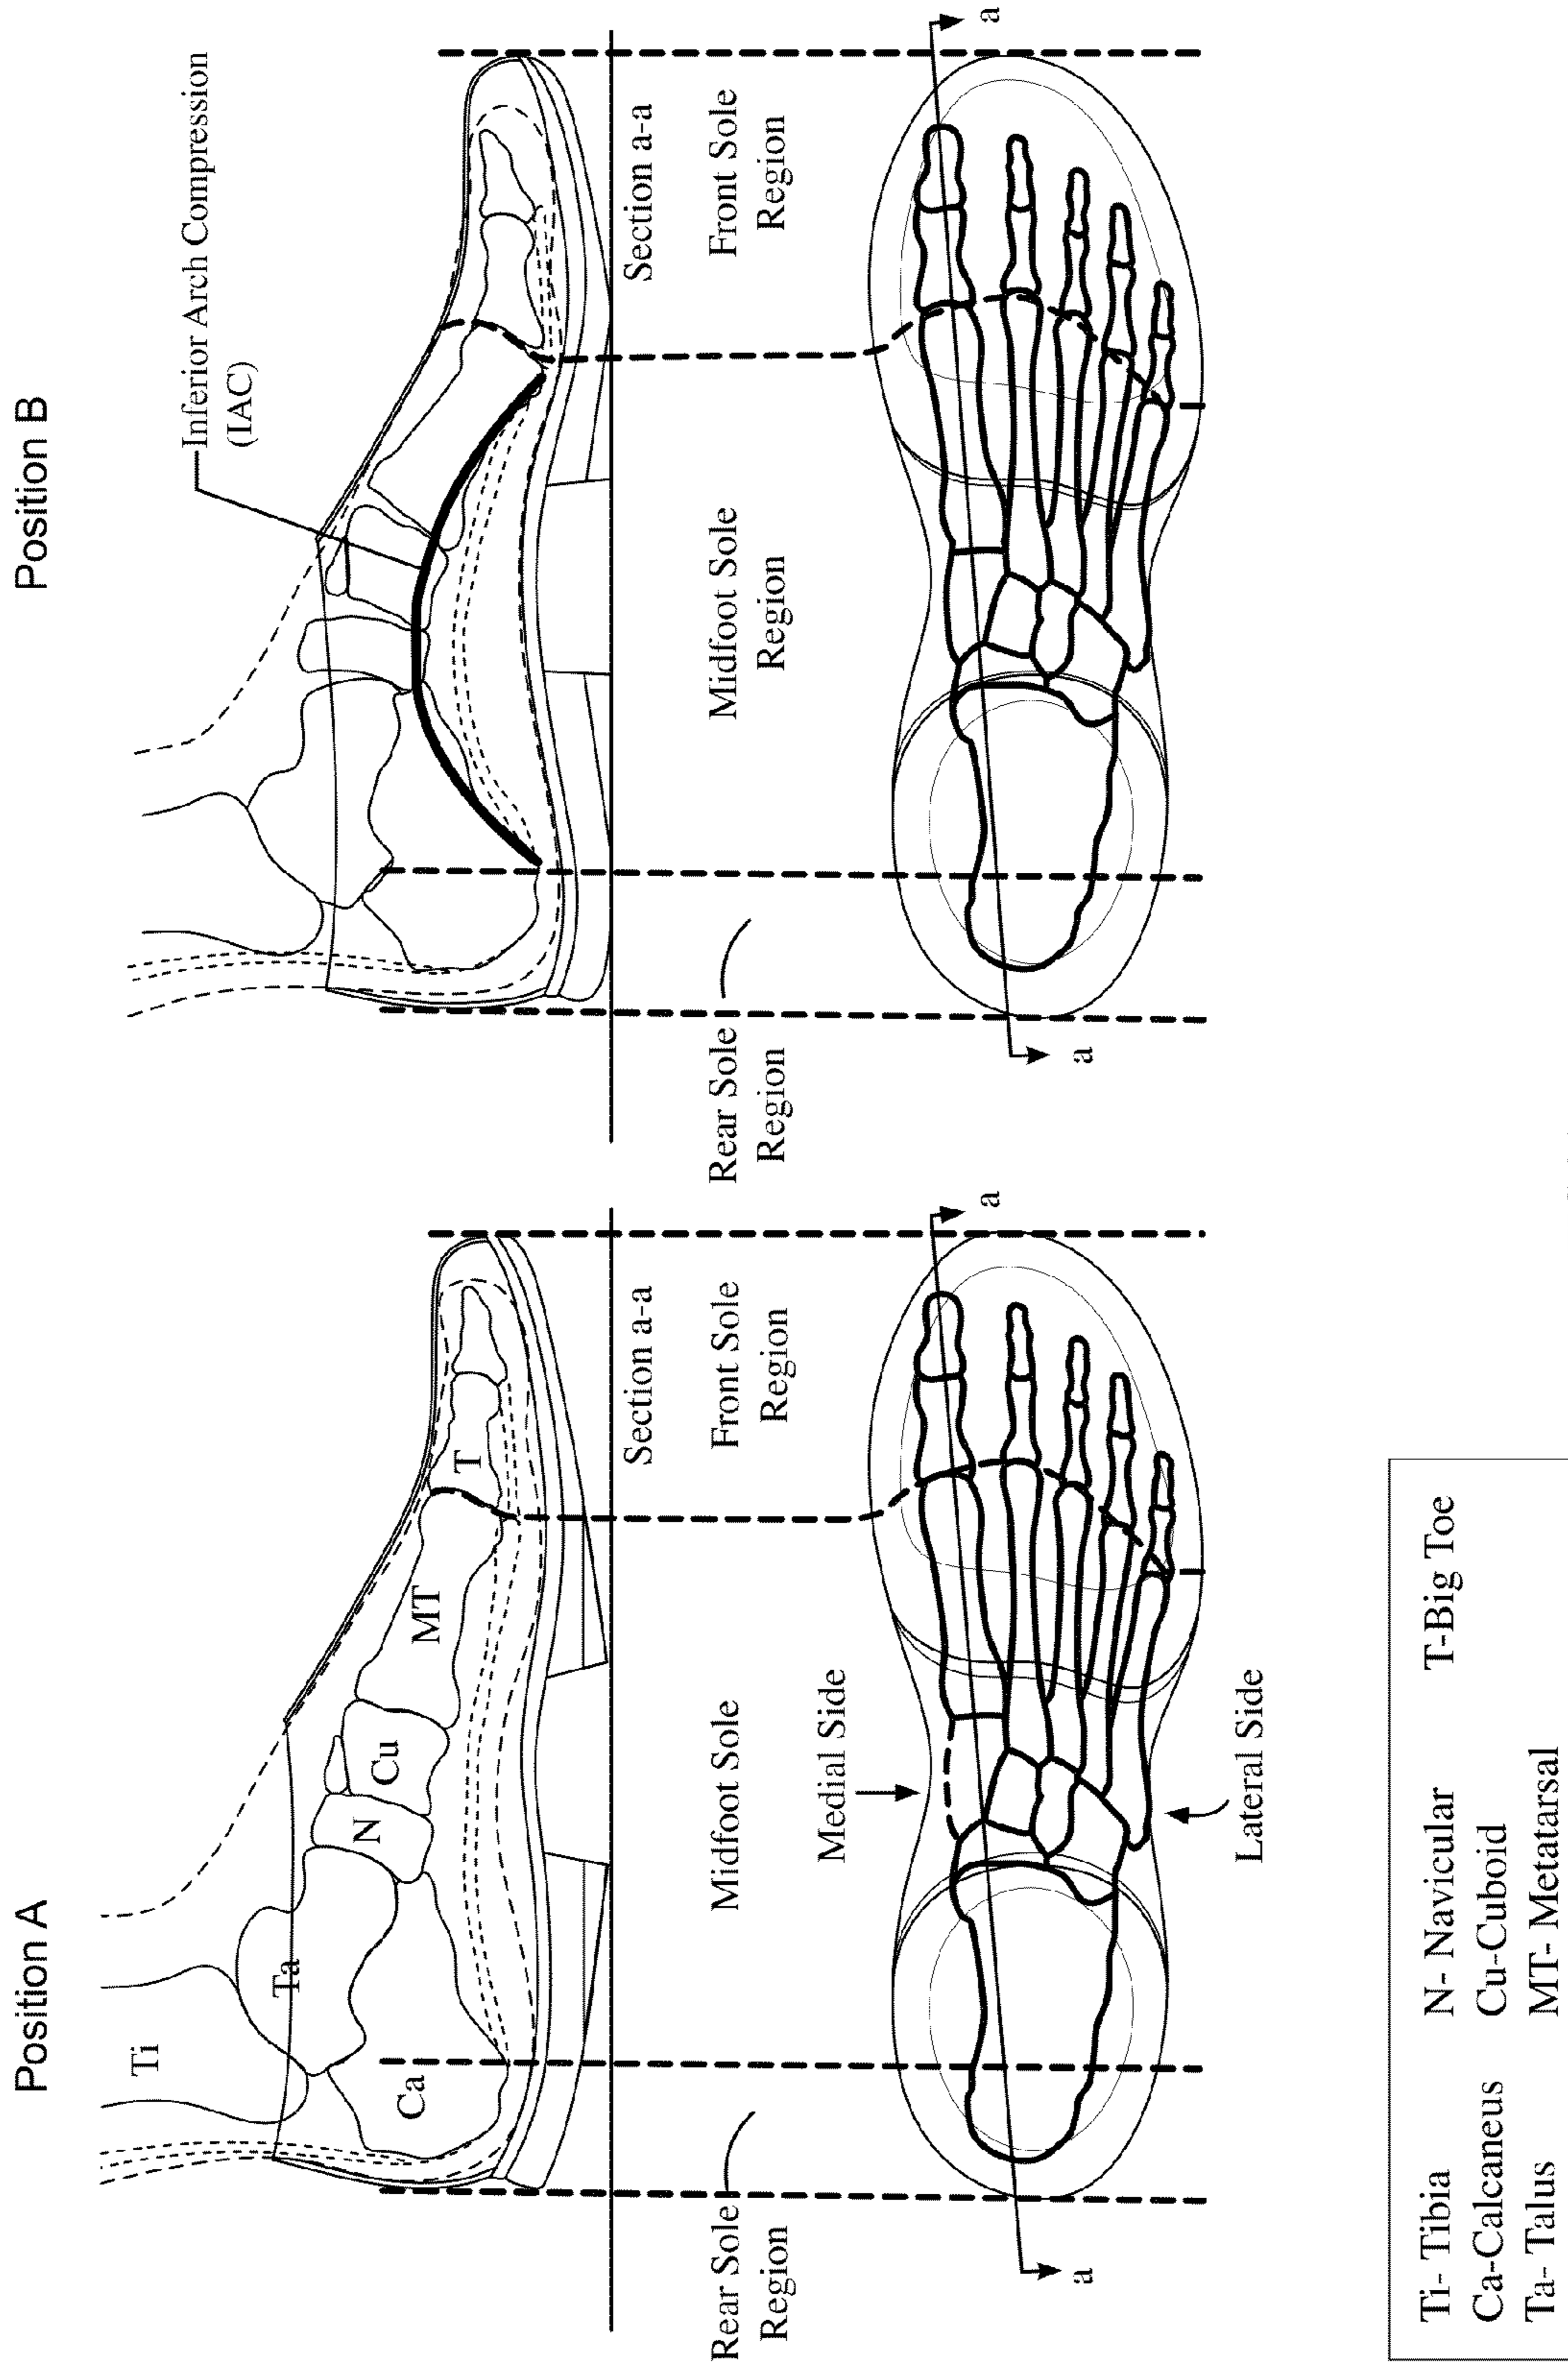 Position A
Position B
Inferior Arch Compression
(IAC)
Ti
Ta
Ca
N
Cu
MT
T
Section a-a
Section a-a
Rear Sole
Region
Midfoot Sole
Region
Front Sole
Region
Rear Sole
Region
Midfoot Sole
Region
Front Sole
Region
Medial Side
Lateral Side
a
a
a
a
Ti- Tibia
N- Navicular
T-Big Toe
Ca-Calcaneus
Cu-Cuboid
Ta- Talus
MT- Metatarsal